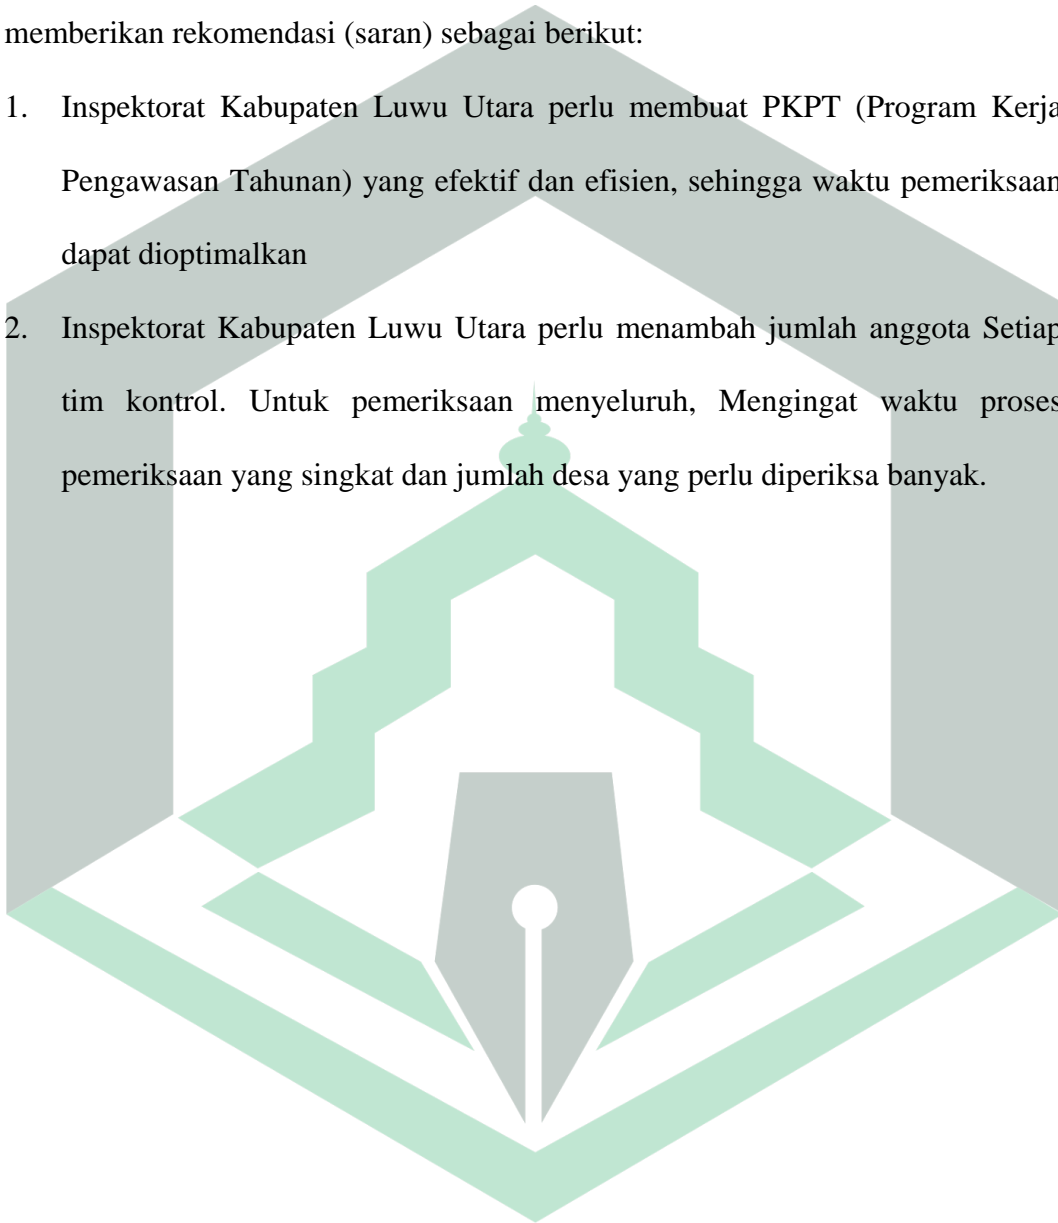 memberikan rekomendasi (saran) sebagai berikut:
1. Inspektorat Kabupaten Luwu Utara perlu membuat PKPT (Program Kerja
Pengawasan Tahunan) yang efektif dan efisien, sehingga waktu pemeriksaan
dapat dioptimalkan
2. Inspektorat Kabupaten Luwu Utara perlu menambah jumlah anggota Setiap
tim kontrol. Untuk pemeriksaan menyeluruh, Mengingat waktu proses
pemeriksaan yang singkat dan jumlah desa yang perlu diperiksa banyak.